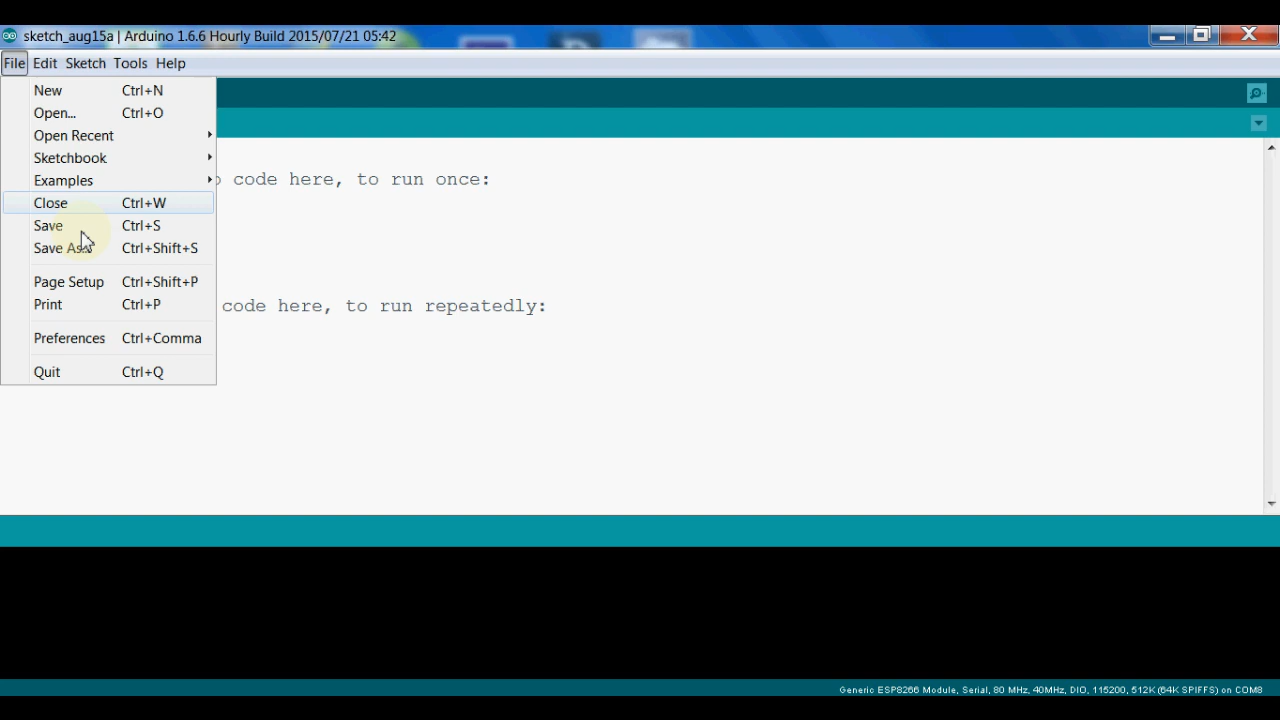 sketch_aug15a | Arduino 1.6.6 Hourly Build 2015/07/21 05:42
File Edit Sketch Tools Help
New Ctrl+N
Open... Ctrl+O
Open Recent
Sketchbook
Examples
code here, to run once:
Close Ctrl+W
Save Ctrl+S
Save As... Ctrl+Shift+S
Page Setup Ctrl+Shift+P
Print Ctrl+P
code here, to run repeatedly:
Preferences Ctrl+Comma
Quit Ctrl+Q
Generic ESP8266 Module, Serial, 80 MHz, 40MHz, DIO, 115200, 512K (64K SPIFFS) on COM8